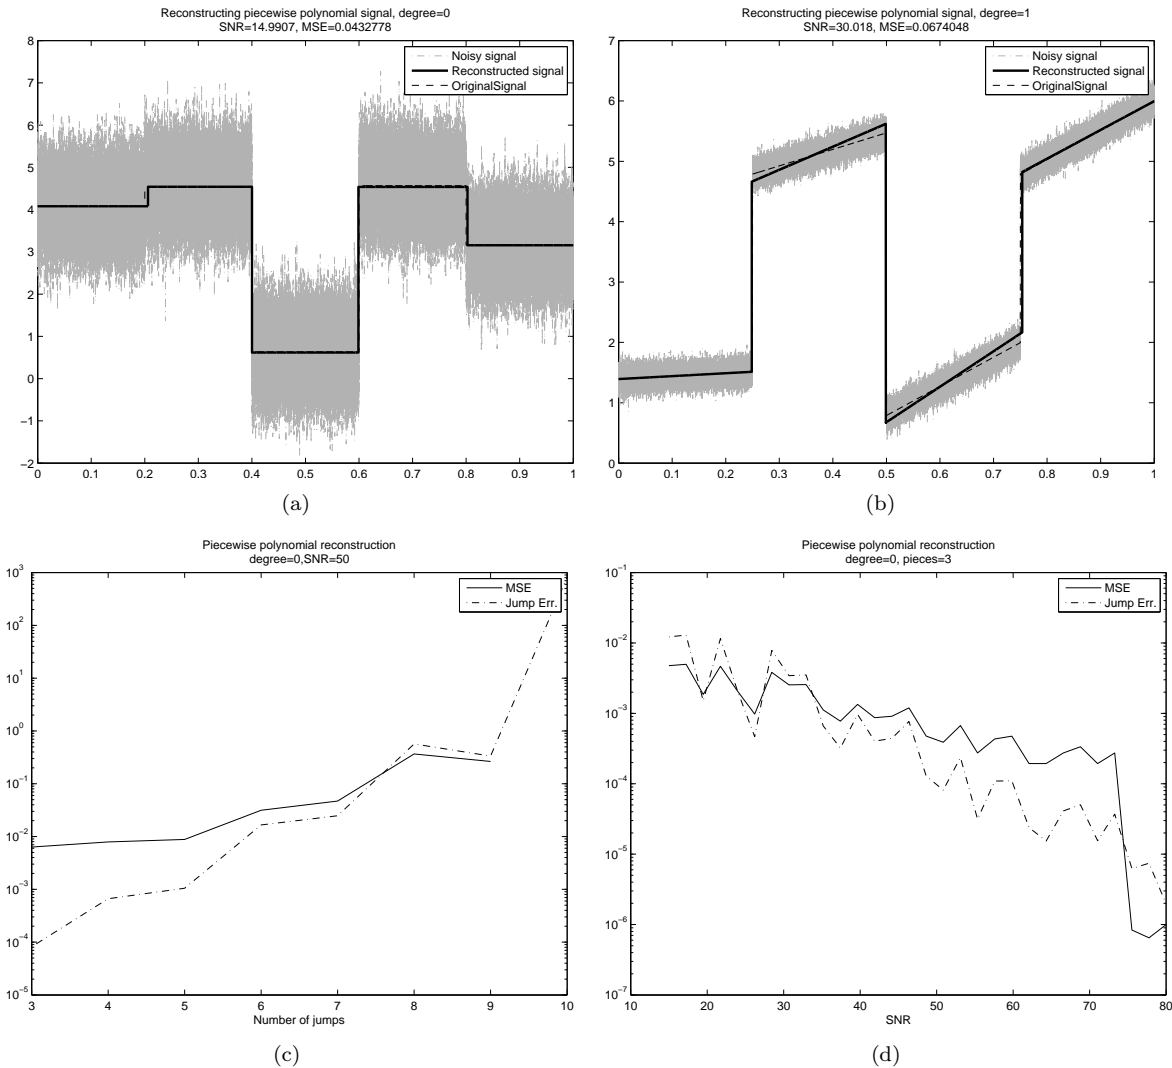 Reconstructing piecewise polynomial signal, degree=0
SNR=14.9907, MSE=0.0432778
8
7
6
5
4
3
2
1
0
−1
−2
Noisy signal
Reconstructed signal
OriginalSignal
0 0.1 0.2 0.3 0.4 0.5 0.6 0.7 0.8 0.9 1
(a)
Reconstructing piecewise polynomial signal, degree=1
SNR=30.018, MSE=0.0674048
7
6
5
4
3
2
1
0
Noisy signal
Reconstructed signal
OriginalSignal
0 0.1 0.2 0.3 0.4 0.5 0.6 0.7 0.8 0.9 1
(b)
Piecewise polynomial reconstruction
degree=0,SNR=50
10^3
10^2
10^1
10^0
10^−1
10^−2
10^−3
10^−4
10^−5
MSE
Jump Err.
3 4 5 6 7 8 9 10
Number of jumps
(c)
Piecewise polynomial reconstruction
degree=0, pieces=3
10^−1
10^−2
10^−3
10^−4
10^−5
10^−6
10^−7
MSE
Jump Err.
10 20 30 40 50 60 70 80
SNR
(d)